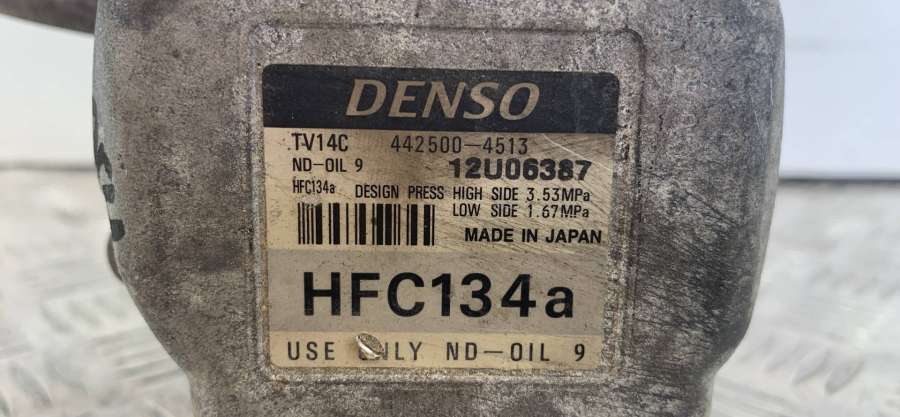 DENSO
TV14C 442500-4513
ND-OIL 9 12U06387
HFC134a DESIGN PRESS HIGH SIDE 3.53MPa
LOW SIDE 1.67MPa
MADE IN JAPAN
HFC134a
USE ONLY ND-OIL 9